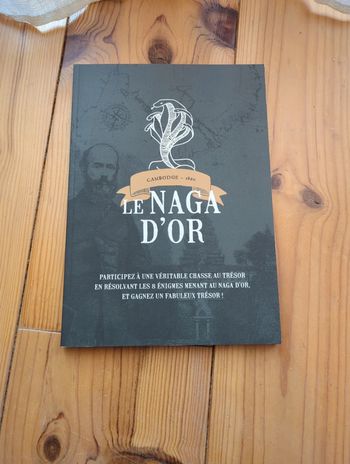 CAMBODGE - 1860
LE NAGA
D'OR
PARTICIPEZ À UNE VÉRITABLE CHASSE AU TRÉSOR
EN RÉSOLVANT LES 8 ÉNIGMES MENANT AU NAGA D'OR,
ET GAGNEZ UN FABULEUX TRÉSOR !